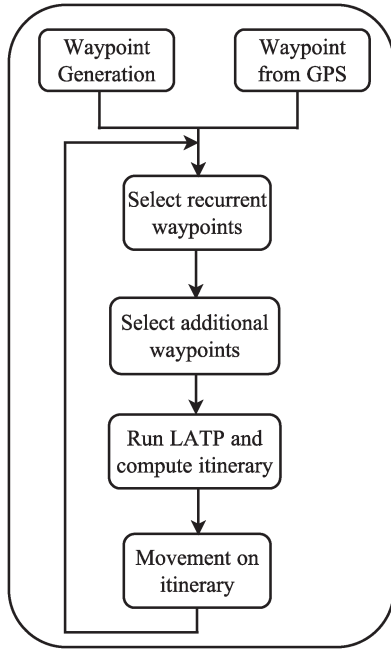 Waypoint
Generation
Waypoint
from GPS
Select recurrent
waypoints
Select additional
waypoints
Run LATP and
compute itinerary
Movement on
itinerary